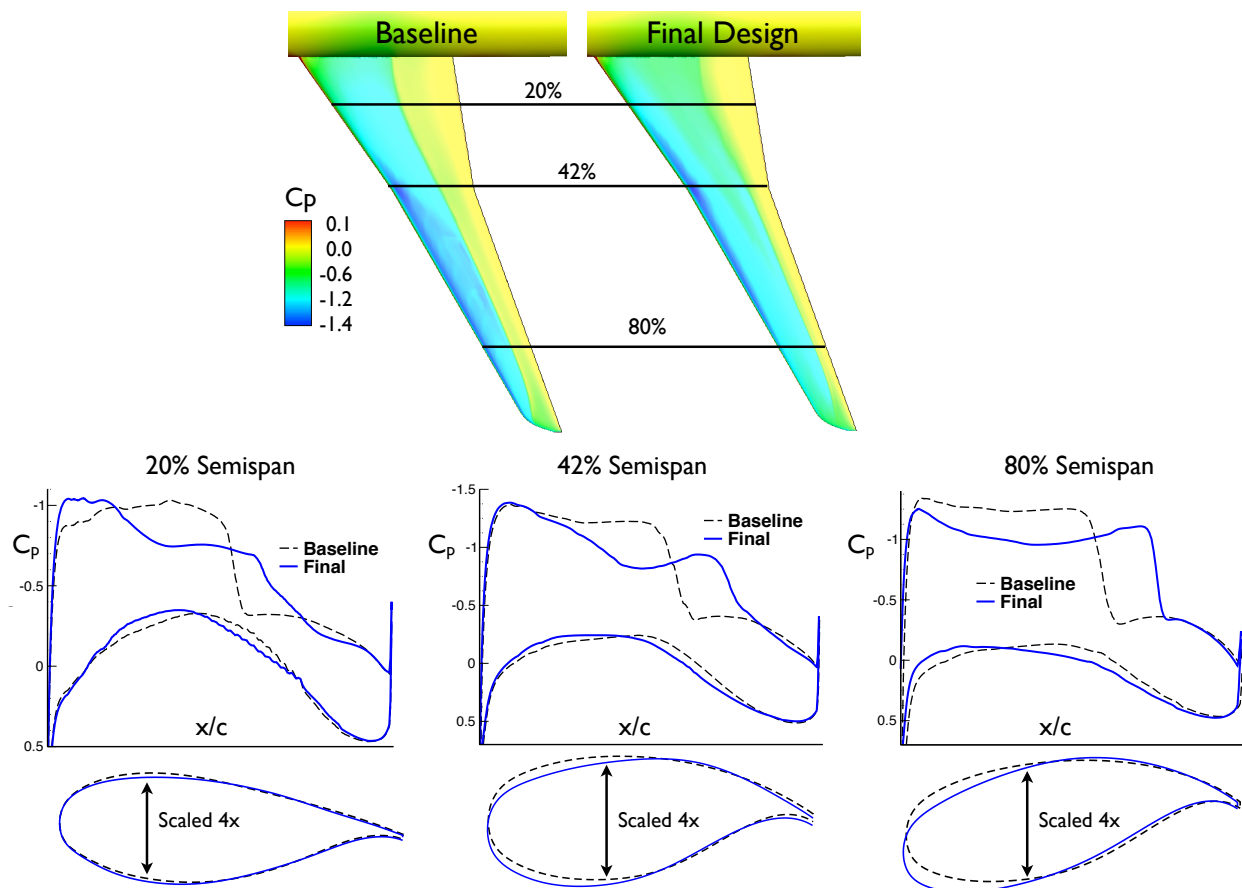 Baseline Final Design
20%
42%
CP
0.1
0.0
-0.6
-1.2
-1.4
80%
20% Semispan 42% Semispan 80% Semispan
-1
-0.5
0
0.5
CP
Baseline
Final
x/c
-1.5
-1
-0.5
0
0.5
CP
Baseline
Final
x/c
-1
-0.5
0
0.5
CP
Baseline
Final
x/c
Scaled 4x Scaled 4x Scaled 4x